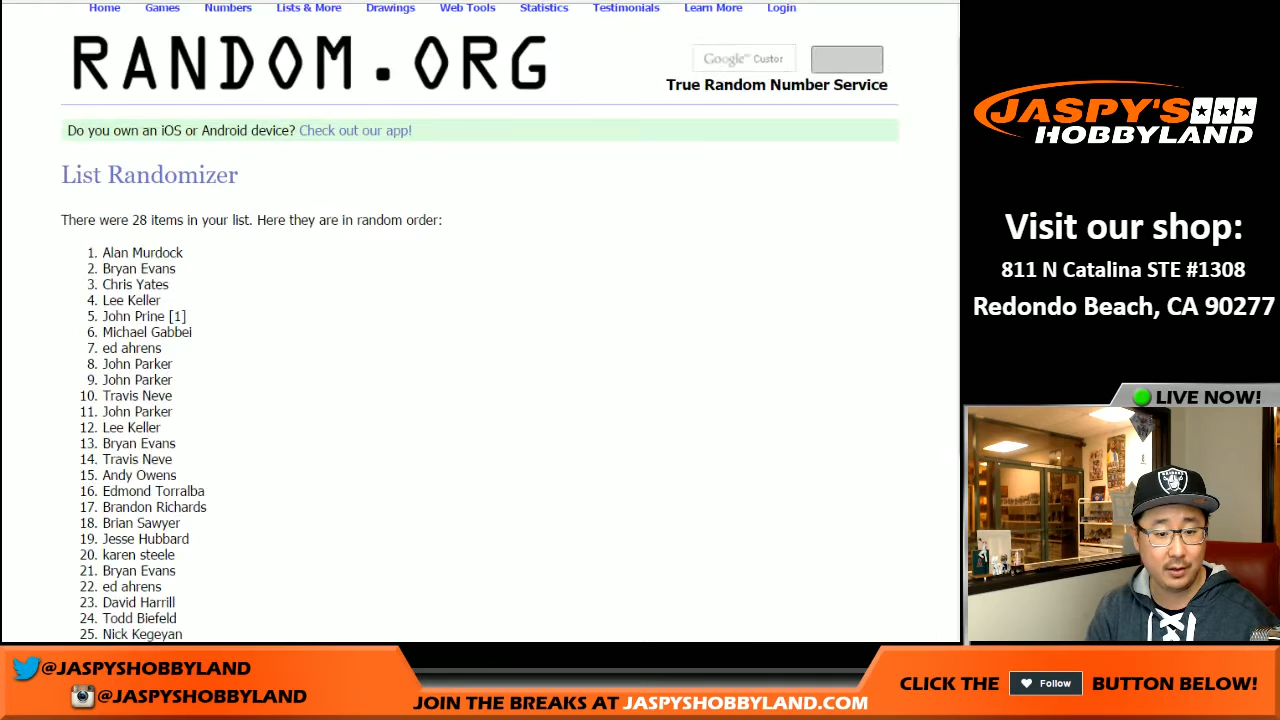 Home Games Numbers Lists & More Drawings Web Tools Statistics Testimonials Learn More Login
RANDOM.ORG
Google™ Custor
True Random Number Service
Do you own an iOS or Android device? Check out our app!
List Randomizer
There were 28 items in your list. Here they are in random order:
1. Alan Murdock
2. Bryan Evans
3. Chris Yates
4. Lee Keller
5. John Prine [1]
6. Michael Gabbei
7. ed ahrens
8. John Parker
9. John Parker
10. Travis Neve
11. John Parker
12. Lee Keller
13. Bryan Evans
14. Travis Neve
15. Andy Owens
16. Edmond Torralba
17. Brandon Richards
18. Brian Sawyer
19. Jesse Hubbard
20. karen steele
21. Bryan Evans
22. ed ahrens
23. David Harrill
24. Todd Biefeld
25. Nick Kegeyan
JASPY'S
HOBBYLAND
Visit our shop:
811 N Catalina STE #1308
Redondo Beach, CA 90277
LIVE NOW!
@JASPYSHOBBYLAND
@JASPYSHOBBYLAND
JOIN THE BREAKS AT JASPYSHOBBYLAND.COM
CLICK THE Follow BUTTON BELOW!